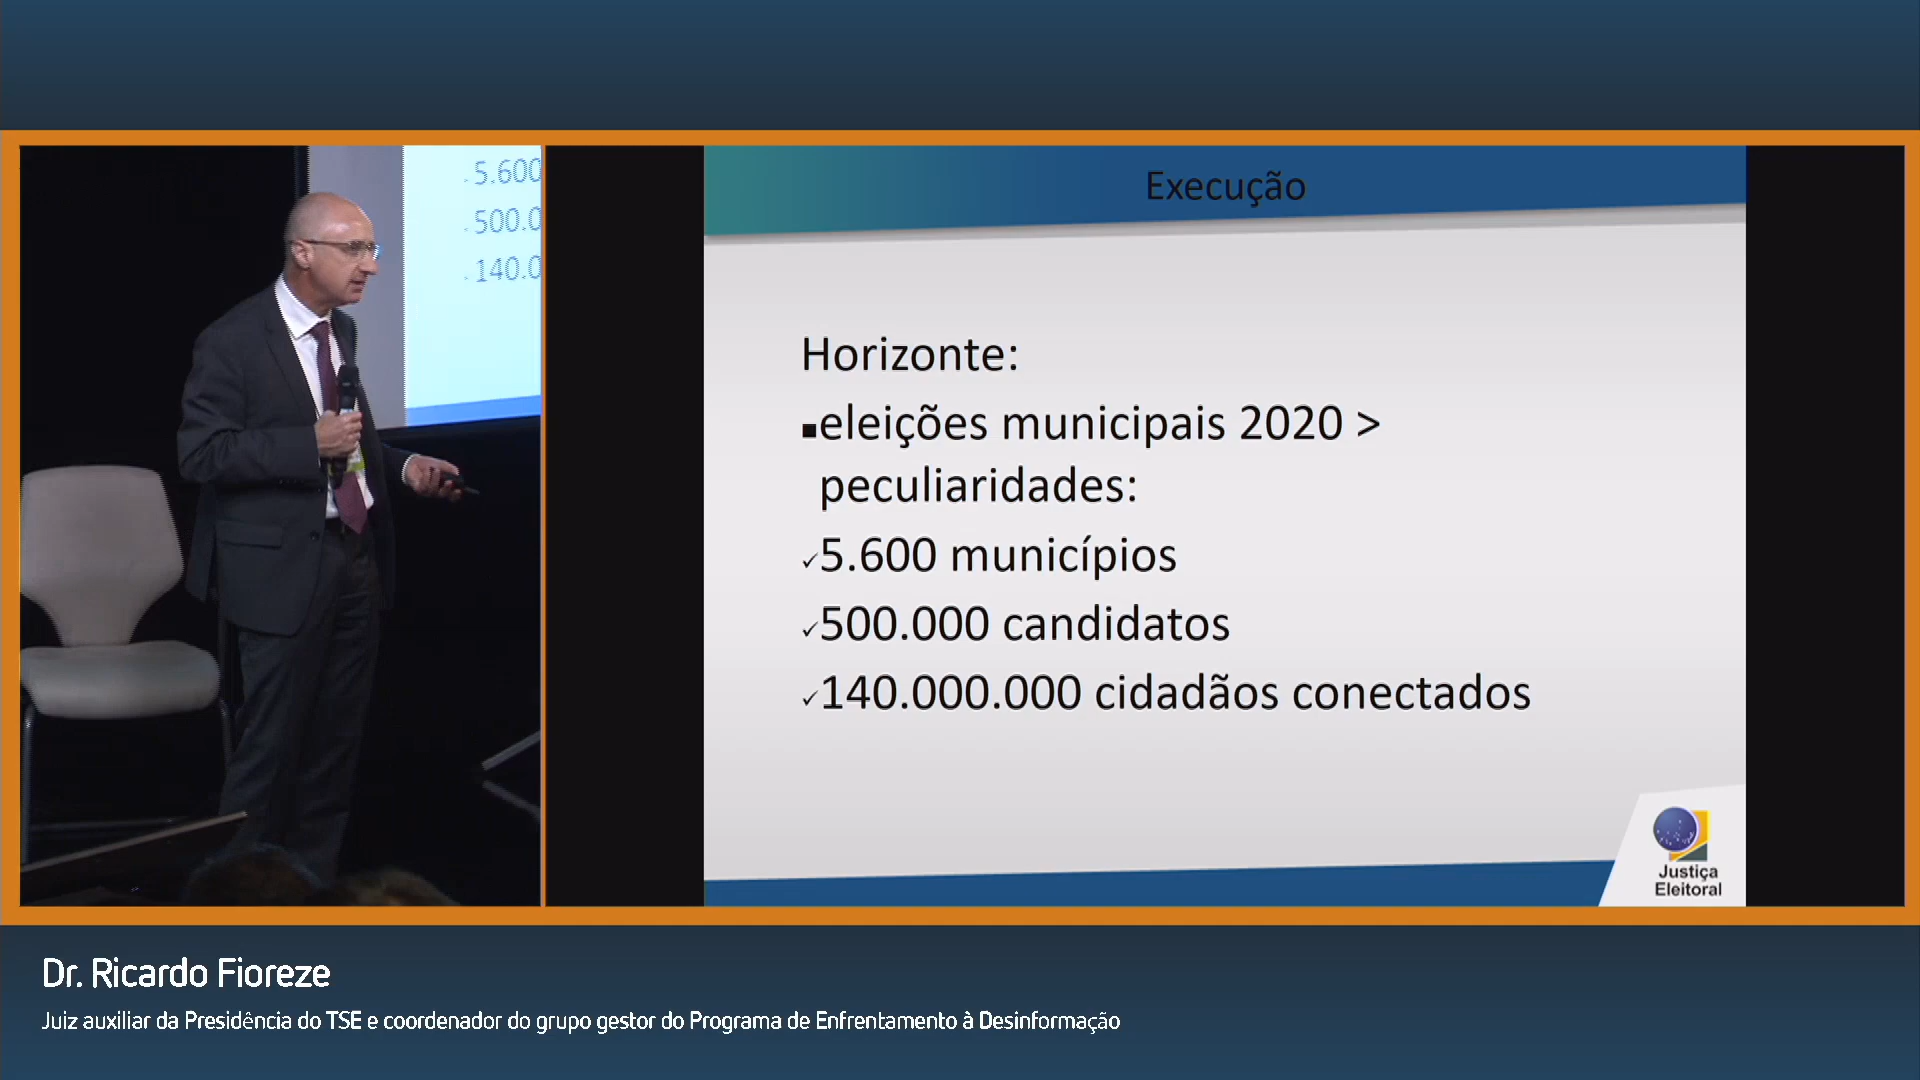 5.600
500.0
140.0
Execução
Horizonte:
▪eleições municipais 2020 >
peculiaridades:
✓5.600 municípios
✓500.000 candidatos
✓140.000.000 cidadãos conectados
Justiça
Eleitoral
Dr. Ricardo Fioreze
Juiz auxiliar da Presidência do TSE e coordenador do grupo gestor do Programa de Enfrentamento à Desinformação